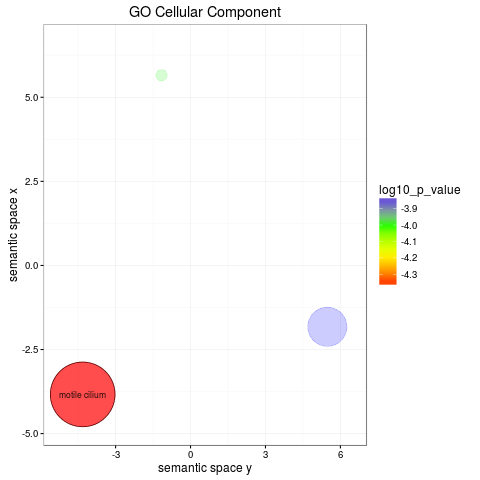 GO Cellular Component
semantic space x
5.0
2.5
0.0
-2.5
-5.0
motile cilium
-3
0
3
6
semantic space y
log10_p_value
-3.9
-4.0
-4.1
-4.2
-4.3